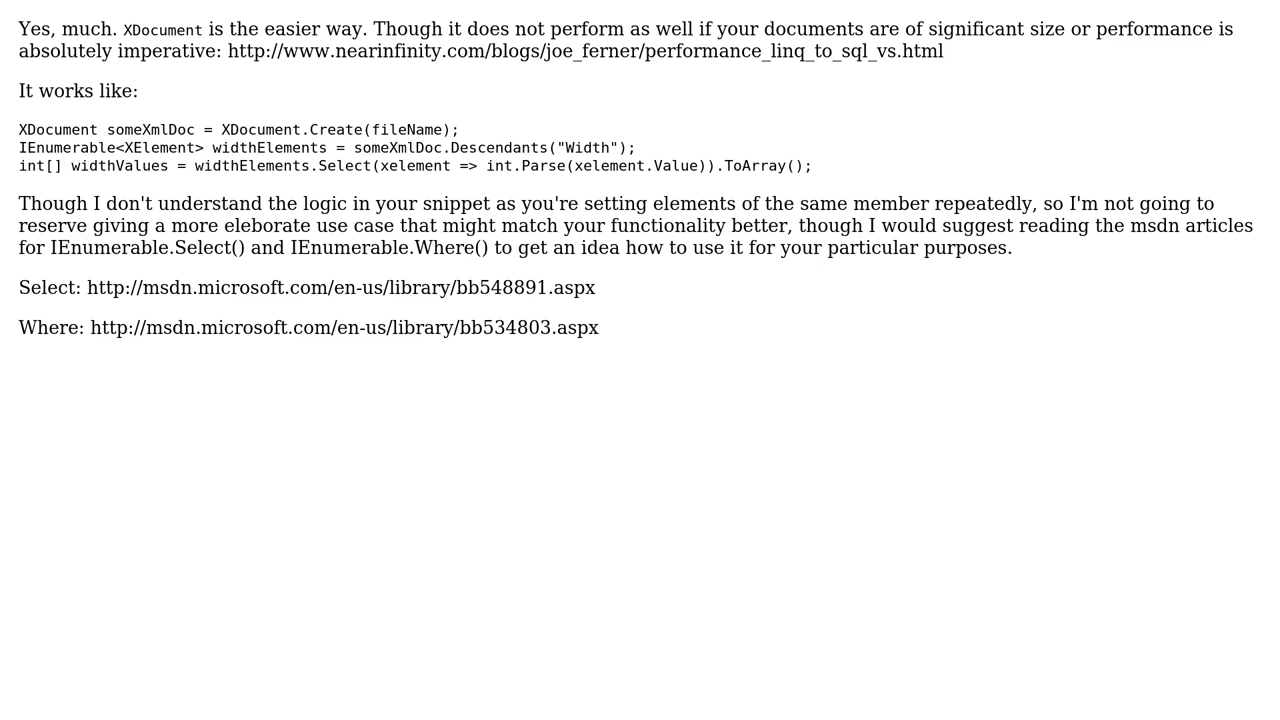 Yes, much. XDocument is the easier way. Though it does not perform as well if your documents are of significant size or performance is
absolutely imperative: http://www.nearinfinity.com/blogs/joe_ferner/performance_linq_to_sql_vs.html
It works like:
XDocument someXmlDoc = XDocument.Create(fileName);
IEnumerable<XElement> widthElements = someXmlDoc.Descendants("Width");
int[] widthValues = widthElements.Select(xelement => int.Parse(xelement.Value)).ToArray();
Though I don't understand the logic in your snippet as you're setting elements of the same member repeatedly, so I'm not going to
reserve giving a more eleborate use case that might match your functionality better, though I would suggest reading the msdn articles
for IEnumerable.Select() and IEnumerable.Where() to get an idea how to use it for your particular purposes.
Select: http://msdn.microsoft.com/en-us/library/bb548891.aspx
Where: http://msdn.microsoft.com/en-us/library/bb534803.aspx